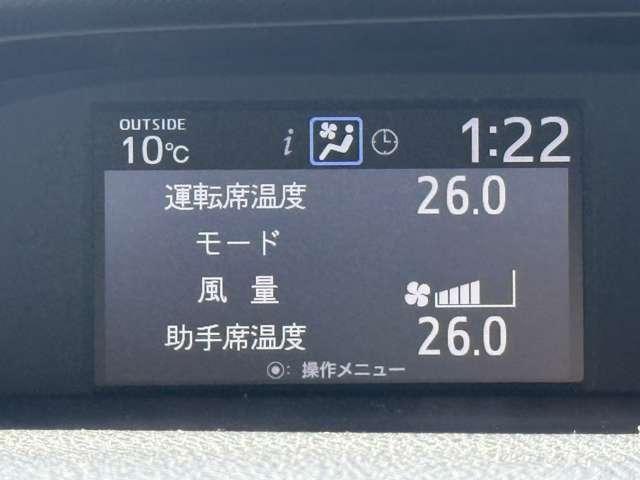 OUTSIDE
10℃ i 1:22
運転席温度 26.0
モード
風 量
助手席温度 26.0
◉: 操作メニュー